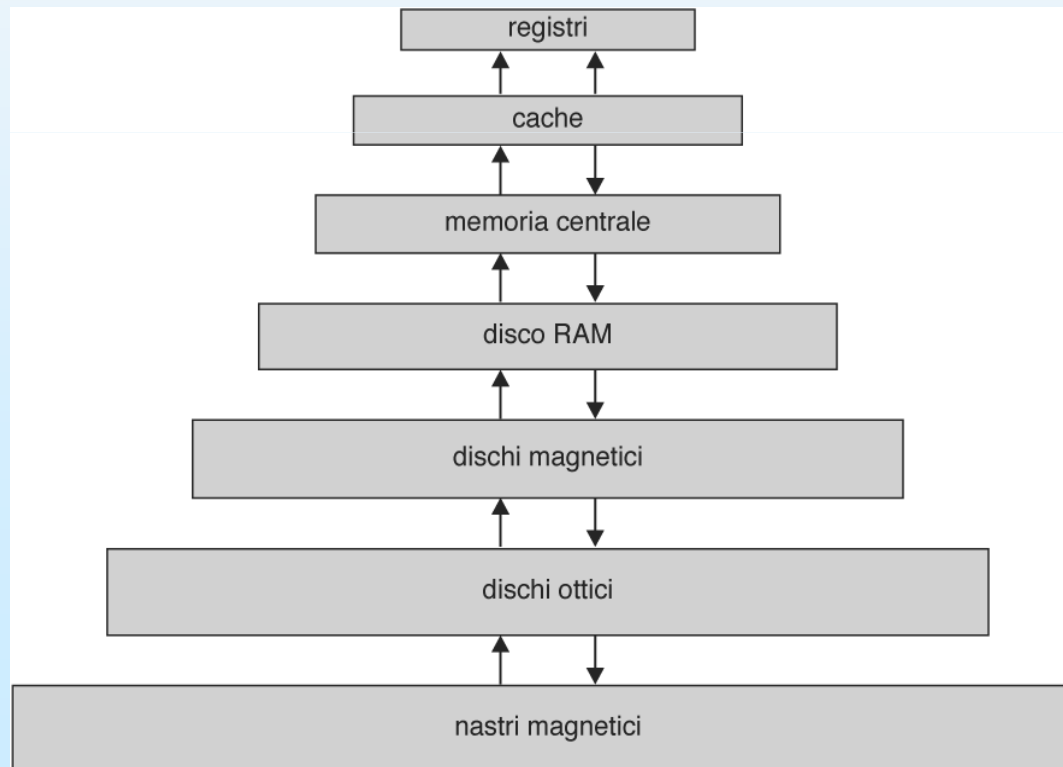 registri
cache
memoria centrale
disco RAM
dischi magnetici
dischi ottici
nastri magnetici